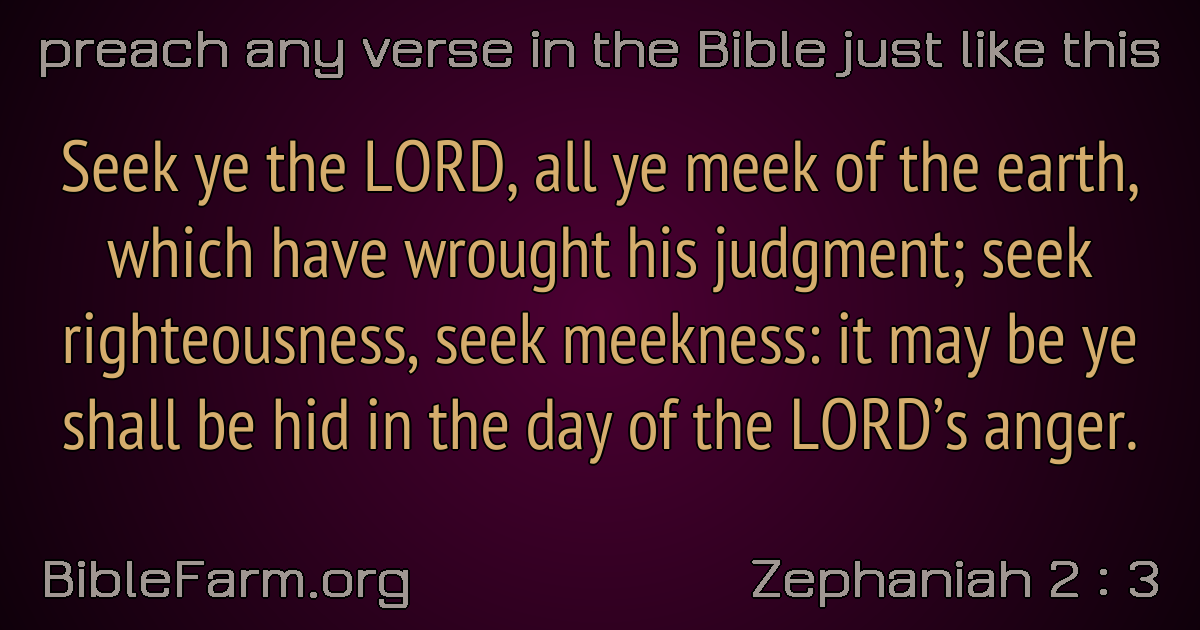 preach any verse in the Bible just like this
Seek ye the LORD, all ye meek of the earth,
which have wrought his judgment; seek
righteousness, seek meekness: it may be ye
shall be hid in the day of the LORD’s anger.
BibleFarm.org
Zephaniah 2 : 3